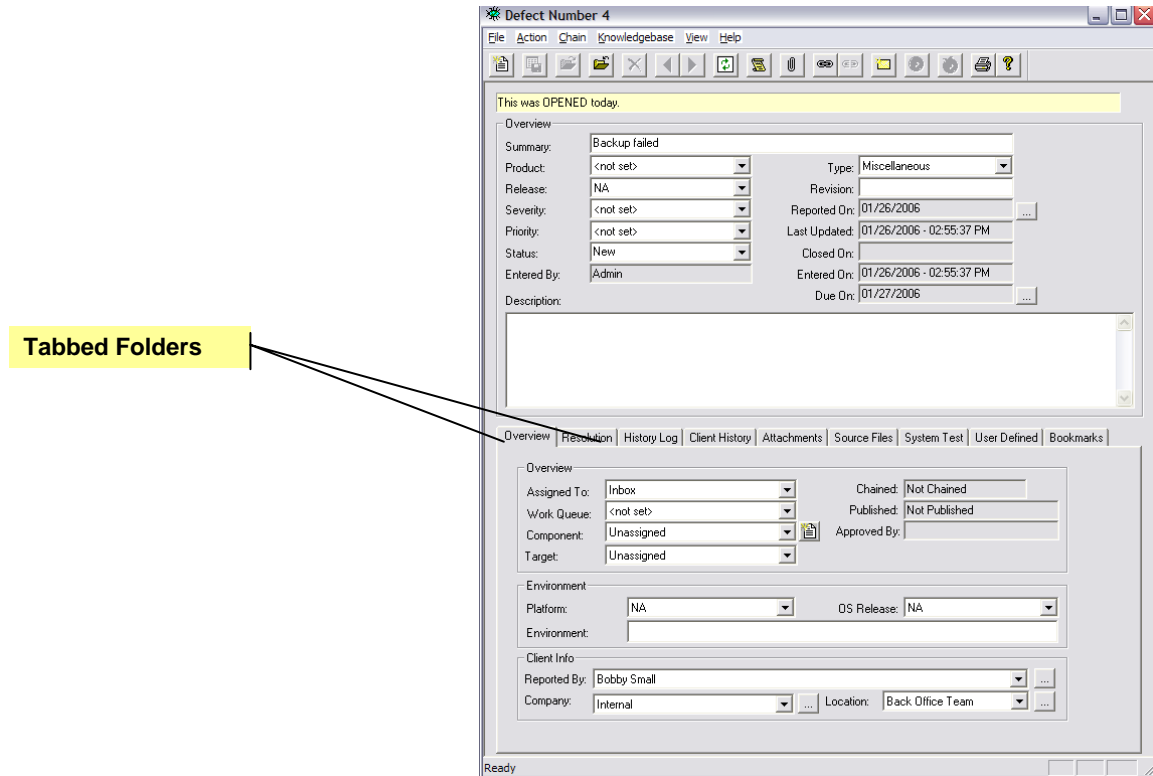 Defect Number 4
File Action Chain Knowledgebase View Help
This was OPENED today.
Overview
Summary: Backup failed
Product: <not set> Type: Miscellaneous
Release: NA Revision:
Severity: <not set> Reported On: 01/26/2006 ...
Priority: <not set> Last Updated: 01/26/2006 - 02:55:37 PM
Status: New Closed On:
Entered By: Admin Entered On: 01/26/2006 - 02:55:37 PM
Description: Due On: 01/27/2006 ...
Tabbed Folders
Overview Resolution History Log Client History Attachments Source Files System Test User Defined Bookmarks
Overview
Assigned To: Inbox Chained: Not Chained
Work Queue: <not set> Published: Not Published
Component: Unassigned Approved By:
Target: Unassigned
Environment
Platform: NA OS Release: NA
Environment:
Client Info
Reported By: Bobby Small ...
Company: Internal ... Location: Back Office Team ...
Ready